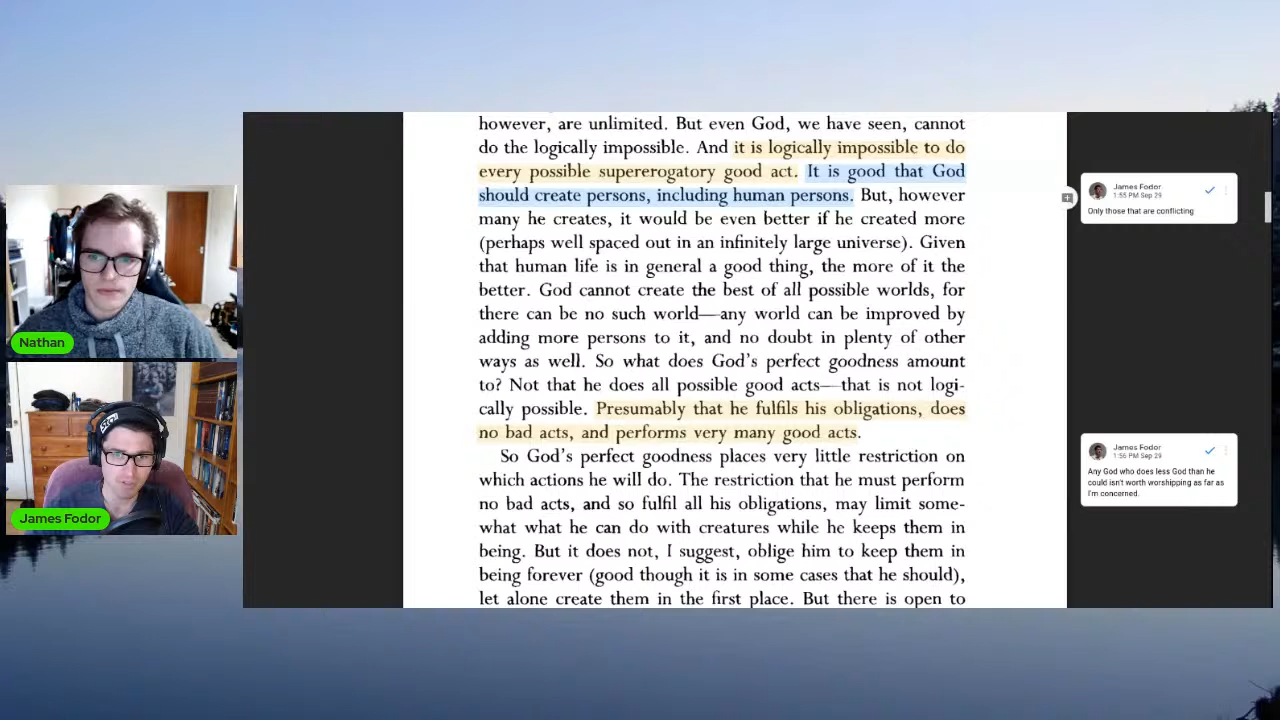 however, are unlimited. But even God, we have seen, cannot
do the logically impossible. And it is logically impossible to do
every possible supererogatory good act. It is good that God
should create persons, including human persons. But, however
many he creates, it would be even better if he created more
(perhaps well spaced out in an infinitely large universe). Given
that human life is in general a good thing, the more of it the
better. God cannot create the best of all possible worlds, for
there can be no such world—any world can be improved by
adding more persons to it, and no doubt in plenty of other
ways as well. So what does God's perfect goodness amount
to? Not that he does all possible good acts—that is not logi-
cally possible. Presumably that he fulfils his obligations, does
no bad acts, and performs very many good acts.
So God's perfect goodness places very little restriction on
which actions he will do. The restriction that he must perform
no bad acts, and so fulfil all his obligations, may limit some-
what what he can do with creatures while he keeps them in
being. But it does not, I suggest, oblige him to keep them in
being forever (good though it is in some cases that he should),
let alone create them in the first place. But there is open to
James Fodor
1:55 PM Sep 29
Only those that are conflicting
James Fodor
1:56 PM Sep 29
Any God who does less God than he
could isn't worth worshipping as far as
I'm concerned.
Nathan
James Fodor